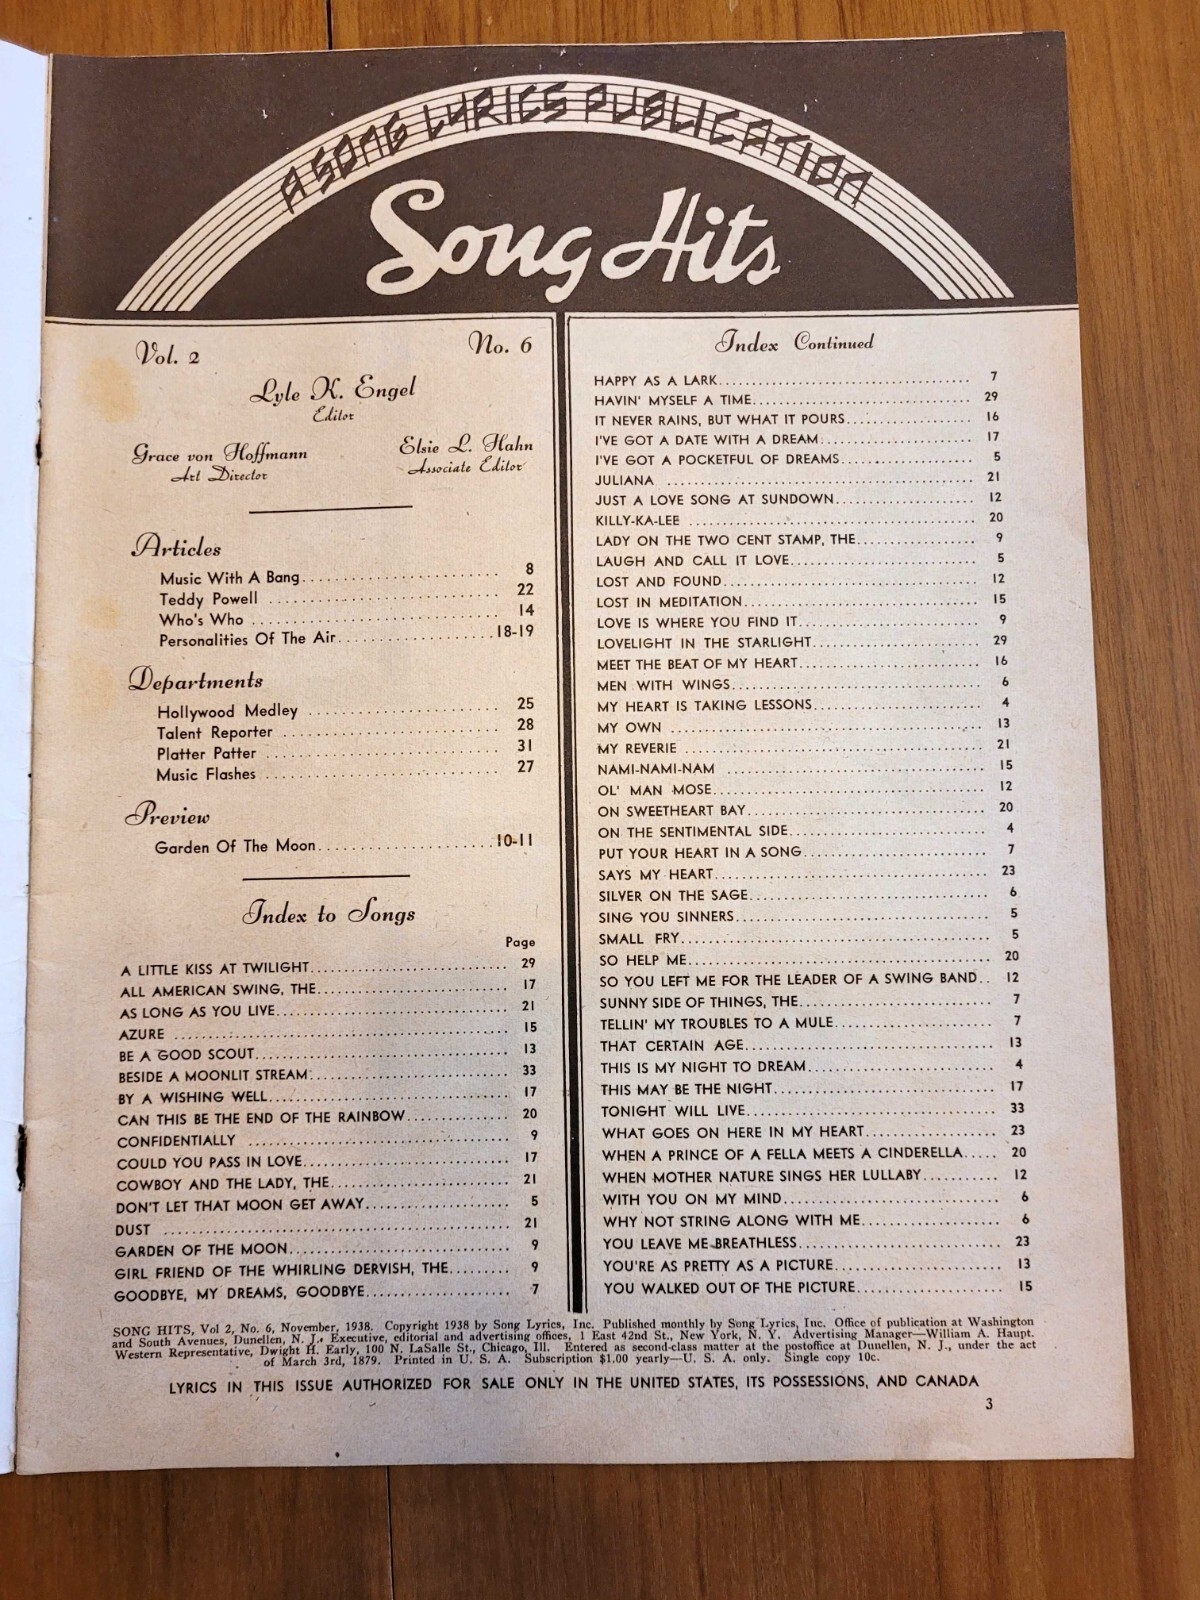 A SONG LYRICS PUBLICATION
Song Hits
Vol. 2 No. 6
Lyle K. Engel
Editor
Grace von Hoffmann
Art Director
Elsie L. Hahn
Associate Editor
Articles
Music With A Bang.............................. 8
Teddy Powell .............................. 22
Who's Who .............................. 14
Personalities Of The Air....................18-19
Departments
Hollywood Medley ......................... 25
Talent Reporter ............................ 28
Platter Patter .............................. 31
Music Flashes .............................. 27
Preview
Garden Of The Moon......................10-11
Index to Songs
Page
A LITTLE KISS AT TWILIGHT.............................. 29
ALL AMERICAN SWING, THE.............................. 17
AS LONG AS YOU LIVE.............................. 21
AZURE .............................. 15
BE A GOOD SCOUT.............................. 13
BESIDE A MOONLIT STREAM.............................. 33
BY A WISHING WELL.............................. 17
CAN THIS BE THE END OF THE RAINBOW............... 20
CONFIDENTIALLY .............................. 9
COULD YOU PASS IN LOVE.............................. 17
COWBOY AND THE LADY, THE.............................. 21
DON'T LET THAT MOON GET AWAY..................... 5
DUST .............................. 21
GARDEN OF THE MOON.............................. 9
GIRL FRIEND OF THE WHIRLING DERVISH, THE......... 9
GOODBYE, MY DREAMS, GOODBYE..................... 7
Index Continued
HAPPY AS A LARK.............................. 7
HAVIN' MYSELF A TIME.............................. 29
IT NEVER RAINS, BUT WHAT IT POURS.................. 16
I'VE GOT A DATE WITH A DREAM..................... 17
I'VE GOT A POCKETFUL OF DREAMS..................... 5
JULIANA .............................. 21
JUST A LOVE SONG AT SUNDOWN..................... 12
KILLY-KA-LEE .............................. 20
LADY ON THE TWO CENT STAMP, THE.................. 9
LAUGH AND CALL IT LOVE.............................. 5
LOST AND FOUND.............................. 12
LOST IN MEDITATION.............................. 15
LOVE IS WHERE YOU FIND IT.............................. 9
LOVELIGHT IN THE STARLIGHT.............................. 29
MEET THE BEAT OF MY HEART.............................. 16
MEN WITH WINGS.............................. 6
MY HEART IS TAKING LESSONS.............................. 4
MY OWN .............................. 13
MY REVERIE .............................. 21
NAMI-NAMI-NAM .............................. 15
OL' MAN MOSE.............................. 12
ON SWEETHEART BAY.............................. 20
ON THE SENTIMENTAL SIDE.............................. 4
PUT YOUR HEART IN A SONG.............................. 7
SAYS MY HEART.............................. 23
SILVER ON THE SAGE.............................. 6
SING YOU SINNERS.............................. 5
SMALL FRY.............................. 5
SO HELP ME.............................. 20
SO YOU LEFT ME FOR THE LEADER OF A SWING BAND.. 12
SUNNY SIDE OF THINGS, THE.............................. 7
TELLIN' MY TROUBLES TO A MULE..................... 7
THAT CERTAIN AGE.............................. 13
THIS IS MY NIGHT TO DREAM.............................. 4
THIS MAY BE THE NIGHT.............................. 17
TONIGHT WILL LIVE.............................. 33
WHAT GOES ON HERE IN MY HEART.................. 23
WHEN A PRINCE OF A FELLA MEETS A CINDERELLA..... 20
WHEN MOTHER NATURE SINGS HER LULLABY............ 12
WITH YOU ON MY MIND.............................. 6
WHY NOT STRING ALONG WITH ME..................... 6
YOU LEAVE ME BREATHLESS.............................. 23
YOU'RE AS PRETTY AS A PICTURE..................... 13
YOU WALKED OUT OF THE PICTURE..................... 15
SONG HITS, Vol 2, No. 6, November, 1938. Copyright 1938 by Song Lyrics, Inc. Published monthly by Song Lyrics, Inc. Office of publication at Washington
and South Avenues, Dunellen, N. J. Executive, editorial and advertising offices, 1 East 42nd St., New York, N. Y. Advertising Manager—William A. Haupt.
Western Representative, Dwight H. Early, 100 N. LaSalle St., Chicago, Ill. Entered as second-class matter at the postoffice at Dunellen, N. J., under the act
of March 3rd, 1879. Printed in U. S. A. Subscription $1.00 yearly—U. S. A. only. Single copy 10c.
LYRICS IN THIS ISSUE AUTHORIZED FOR SALE ONLY IN THE UNITED STATES, ITS POSSESSIONS, AND CANADA
3